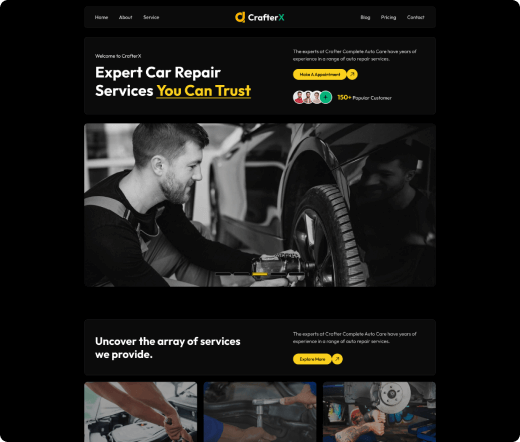 Home About Service CrafterX Blog Pricing Contact
Welcome to CrafterX
Expert Car Repair
Services You Can Trust
The experts at Crafter Complete Auto Care have years of
experience in a range of auto repair services.
Make A Appointment
150+ Popular Customer
Uncover the array of services
we provide.
The experts at Crafter Complete Auto Care have years of
experience in a range of auto repair services.
Explore More